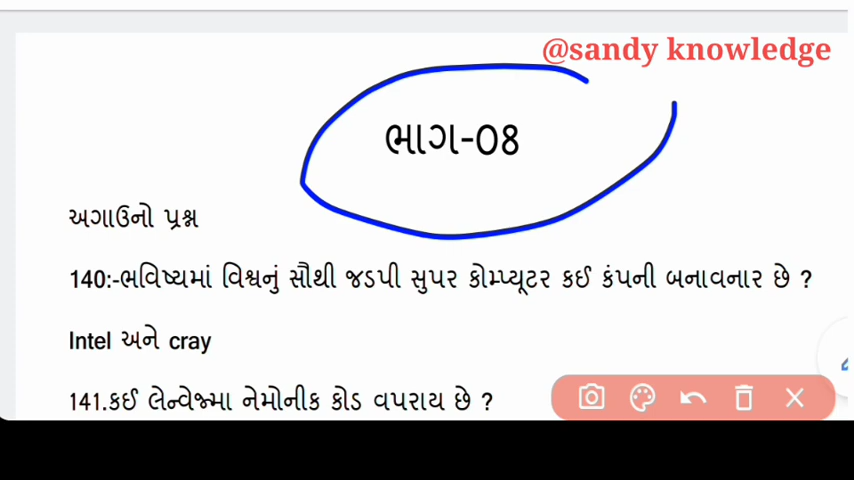 @sandy knowledge
ભાગ-08
અગાઉનો પ્રશ્ન
140:-ભવિષ્યમાં વિશ્વનું સૌથી જડપી સુપર કોમ્પ્યૂટર કઈ કંપની બનાવનાર છે ?
Intel અને cray
141.કઈ લેન્વેજમા નેમોનીક કોડ વપરાય છે ?